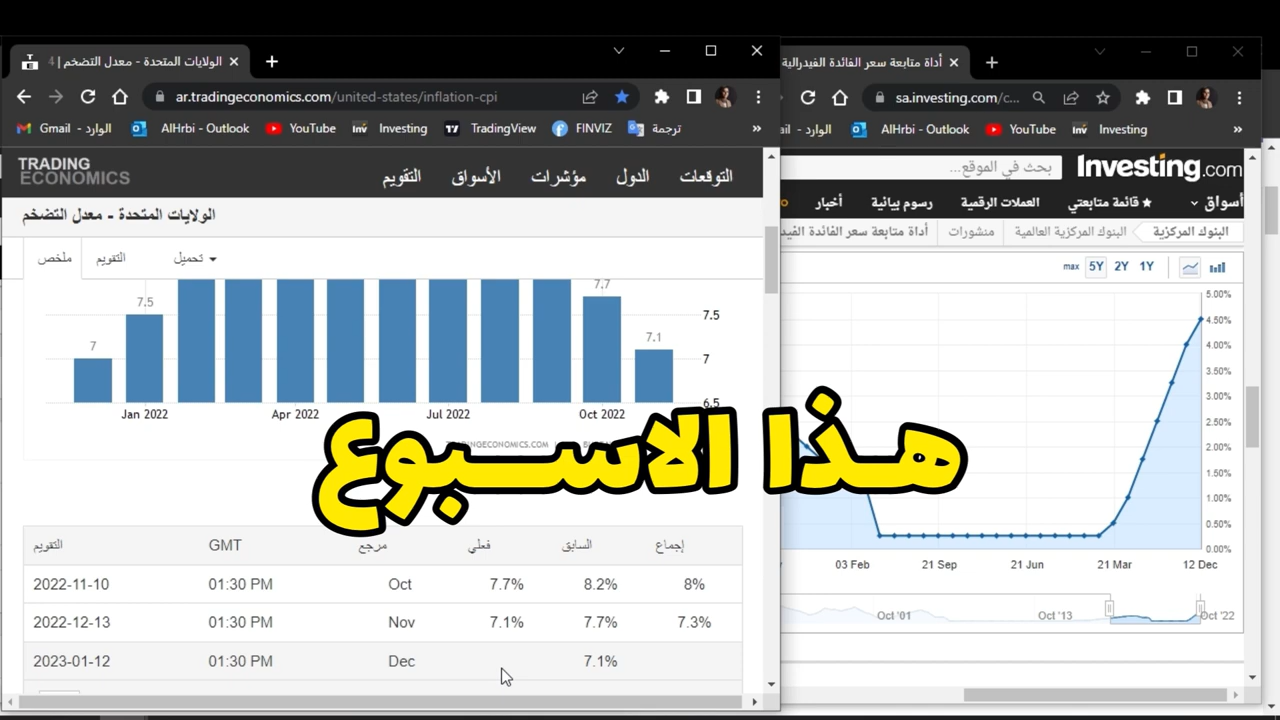 الولايات المتحدة - معدل التضخم | 4
ar.tradingeconomics.com/united-states/inflation-cpi
الوارد - Gmail
AlHrbi - Outlook
YouTube
Investing
TradingView
FINVIZ
ترجمة
»
TRADING
ECONOMICS
التوقعات
الدول
مؤشرات
الأسواق
التقويم
الولايات المتحدة - معدل التضخم
ملخص
التقويم
تحميل
7
7.5
7.7
7.1
7.5
7
6.5
Jan 2022
Apr 2022
Jul 2022
Oct 2022
هذا الاسبوع
التقويم GMT مرجع فعلي السابق إجماع
2022-11-10 01:30 PM Oct 7.7% 8.2% 8%
2022-12-13 01:30 PM Nov 7.1% 7.7% 7.3%
2023-01-12 01:30 PM Dec 7.1%
أداة متابعة سعر الفائدة الفيدرالية
sa.investing.com/c...
الوارد -
AlHrbi - Outlook
YouTube
Investing
»
بحث في الموقع...
Investing.com
أسواق
قائمة متابعتي
العملات الرقمية
رسوم بيانية
أخبار
البنوك المركزية
البنوك المركزية العالمية
منشورات
أداة متابعة سعر الفائدة الفيد
max 5Y 2Y 1Y
5.00%
4.50%
4.00%
3.50%
3.00%
2.50%
2.00%
1.75%
1.00%
0.50%
0.00%
03 Feb
21 Sep
21 Jun
21 Mar
12 Dec
Oct '01
Oct '13
Oct '22